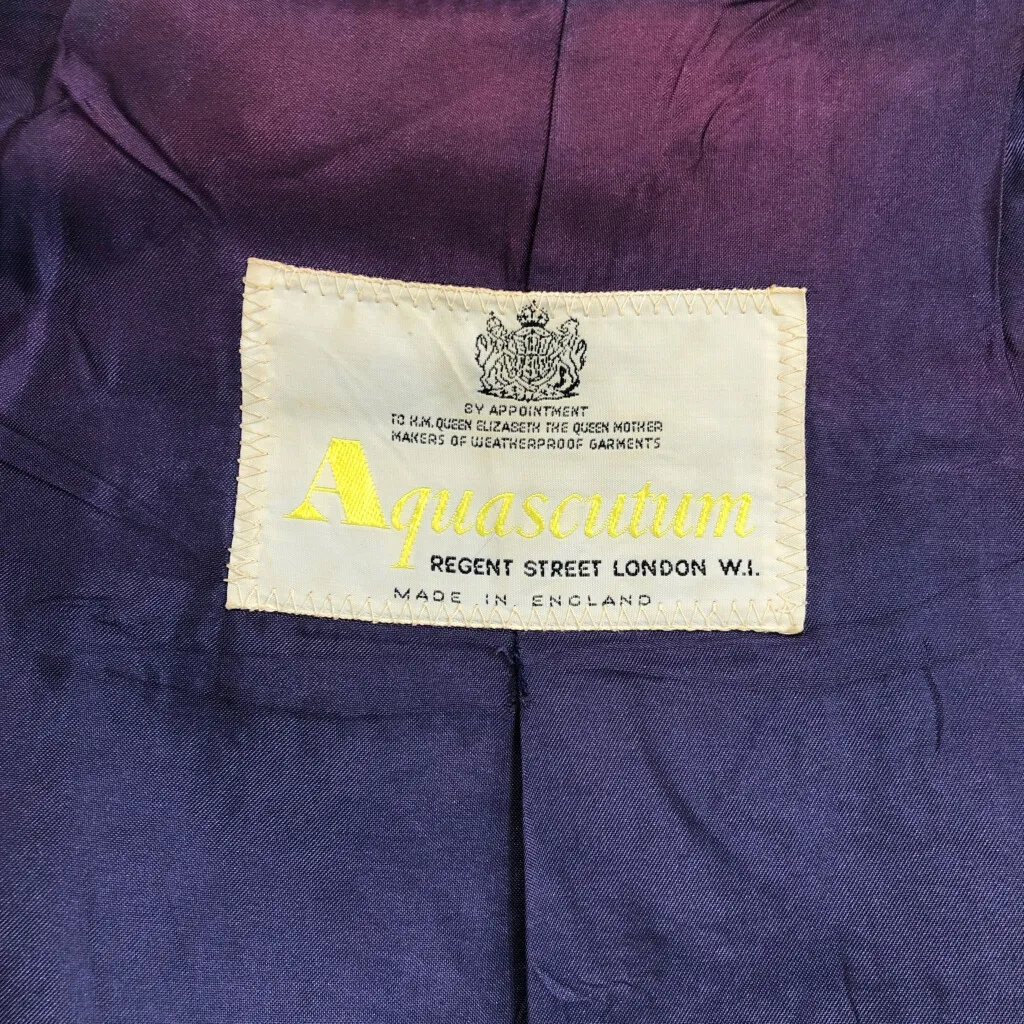 BY APPOINTMENT
TO H.M. QUEEN ELIZABETH THE QUEEN MOTHER
MAKERS OF WEATHERPROOF GARMENTS
Aquascutum
REGENT STREET LONDON W.I.
MADE IN ENGLAND